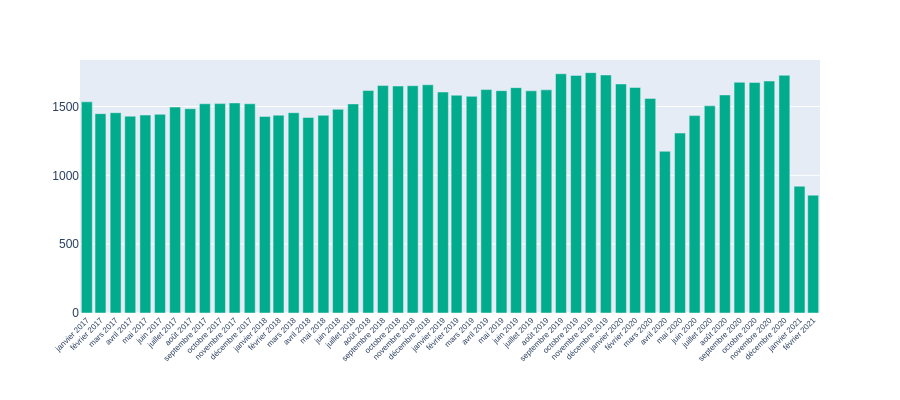 1500
1000
500
0
janvier 2017
février 2017
mars 2017
avril 2017
mai 2017
juin 2017
juillet 2017
août 2017
septembre 2017
octobre 2017
novembre 2017
décembre 2017
janvier 2018
février 2018
mars 2018
avril 2018
mai 2018
juin 2018
juillet 2018
août 2018
septembre 2018
octobre 2018
novembre 2018
décembre 2018
janvier 2019
février 2019
mars 2019
avril 2019
mai 2019
juin 2019
juillet 2019
août 2019
septembre 2019
octobre 2019
novembre 2019
décembre 2019
janvier 2020
février 2020
mars 2020
avril 2020
mai 2020
juin 2020
juillet 2020
août 2020
septembre 2020
octobre 2020
novembre 2020
décembre 2020
janvier 2021
février 2021